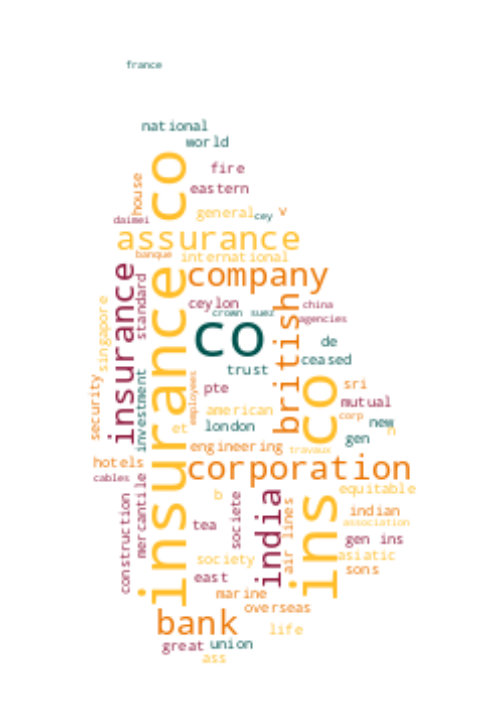 france
national
world
co
fire
house
eastern
general
cey
v
daimei
assurance
banque
international
company
insurance
standard
ceylon
china
crown
suez
agencies
singapore
co
british
de
ceased
insurance
trust
investment
employees
pte
co
sri
mutual
security
american
corp
et
london
new
n
gen
engineering
travaux
hotels
corporation
cables
mercantile
b
equitable
construction
societe
india
air lines
ins
indian
tea
association
gen ins
society
asiatic
east
sons
marine
overseas
bank
life
great
union
ass